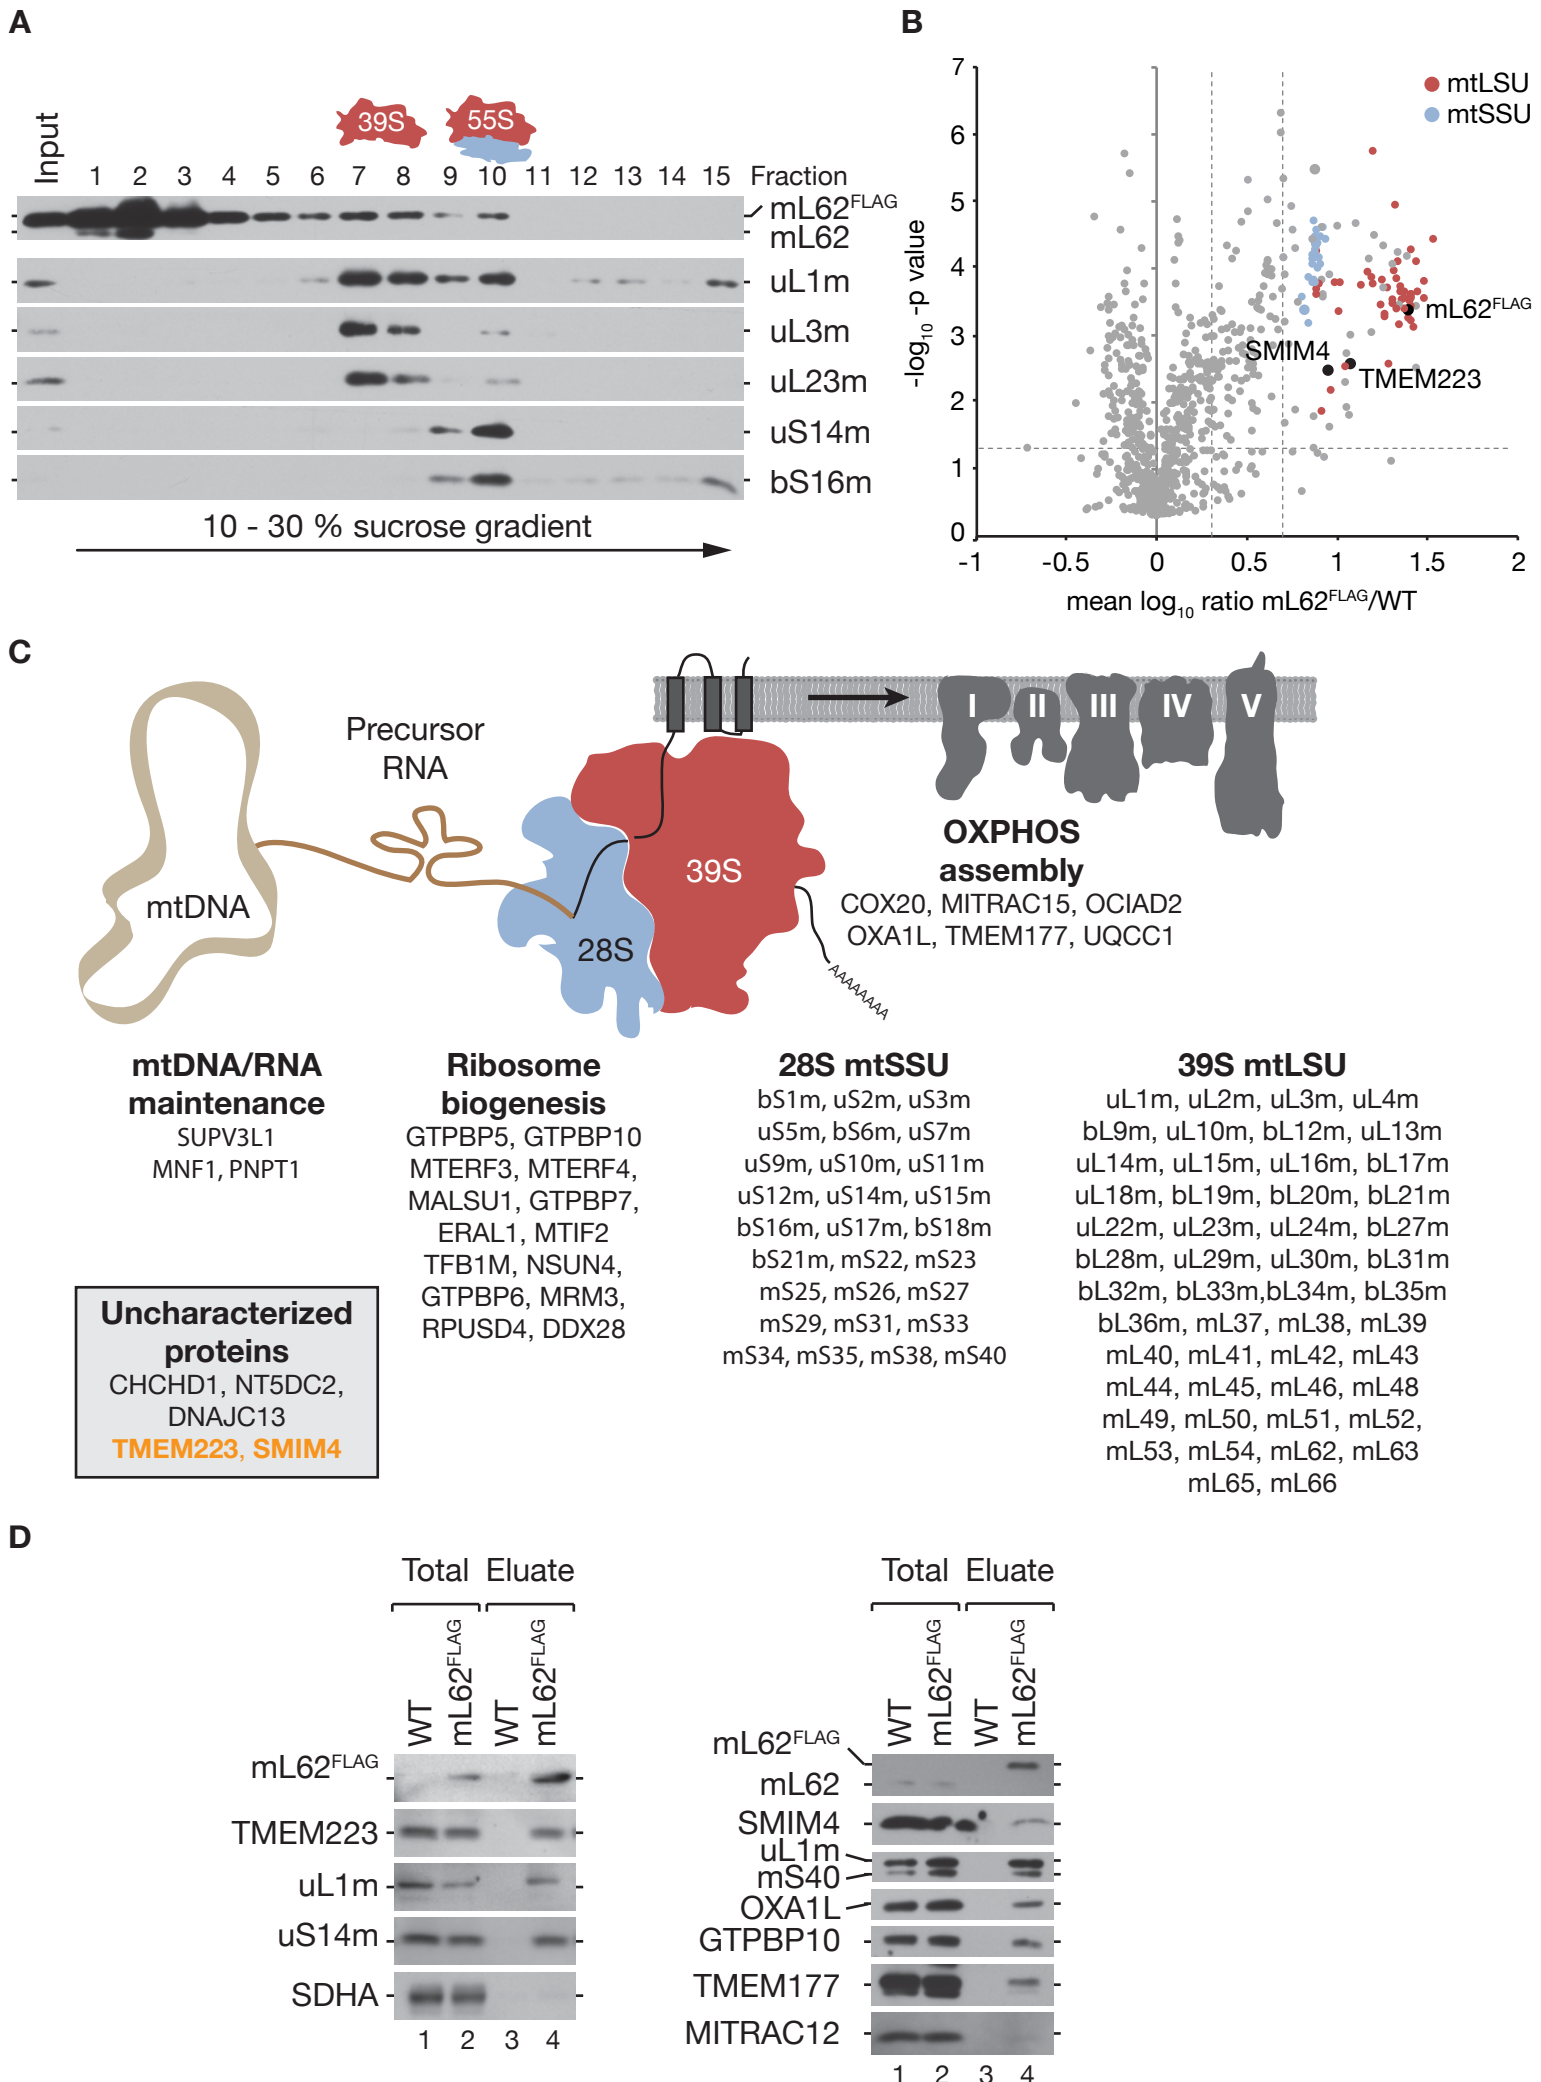 A
39S
55S
Input
1 2 3 4 5 6 7 8 9 10 11 12 13 14 15 Fraction
mL62FLAG
mL62
uL1m
uL3m
uL23m
uS14m
bS16m
10 - 30 % sucrose gradient
B
7
6
5
4
3
2
1
0
-log10 -p value
mtLSU
mtSSU
mL62FLAG
SMIM4
TMEM223
-1 -0.5 0 0.5 1 1.5 2
mean log10 ratio mL62FLAG/WT
C
mtDNA
Precursor
RNA
28S
39S
AAAAAAAA
I II III IV V
OXPHOS
assembly
COX20, MITRAC15, OCIAD2
OXA1L, TMEM177, UQCC1
mtDNA/RNA
maintenance
SUPV3L1
MNF1, PNPT1
Uncharacterized
proteins
CHCHD1, NT5DC2,
DNAJC13
TMEM223, SMIM4
Ribosome
biogenesis
GTPBP5, GTPBP10
MTERF3, MTERF4,
MALSU1, GTPBP7,
ERAL1, MTIF2
TFB1M, NSUN4,
GTPBP6, MRM3,
RPUSD4, DDX28
28S mtSSU
bS1m, uS2m, uS3m
uS5m, bS6m, uS7m
uS9m, uS10m, uS11m
uS12m, uS14m, uS15m
bS16m, uS17m, bS18m
bS21m, mS22, mS23
mS25, mS26, mS27
mS29, mS31, mS33
mS34, mS35, mS38, mS40
39S mtLSU
uL1m, uL2m, uL3m, uL4m
bL9m, uL10m, bL12m, uL13m
uL14m, uL15m, uL16m, bL17m
uL18m, bL19m, bL20m, bL21m
uL22m, uL23m, uL24m, bL27m
bL28m, uL29m, uL30m, bL31m
bL32m, bL33m,bL34m, bL35m
bL36m, mL37, mL38, mL39
mL40, mL41, mL42, mL43
mL44, mL45, mL46, mL48
mL49, mL50, mL51, mL52,
mL53, mL54, mL62, mL63
mL65, mL66
D
Total Eluate
WT mL62FLAG WT mL62FLAG
mL62FLAG
TMEM223
uL1m
uS14m
SDHA
1 2 3 4
Total Eluate
WT mL62FLAG WT mL62FLAG
mL62FLAG
mL62
SMIM4
uL1m
mS40
OXA1L
GTPBP10
TMEM177
MITRAC12
1 2 3 4